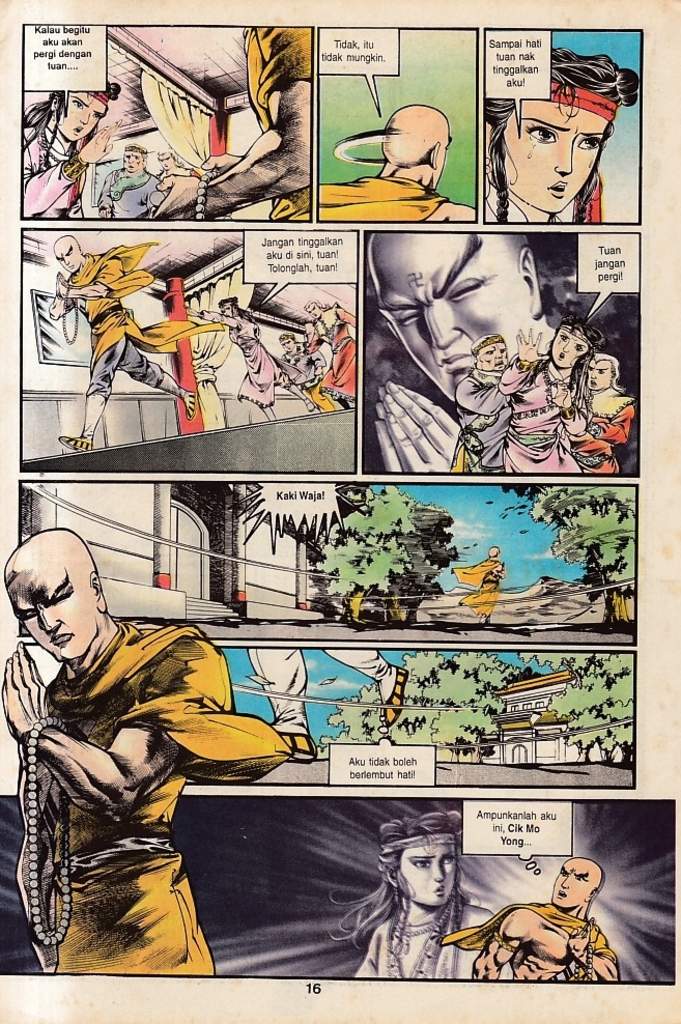 Kalau begitu
aku akan
pergi dengan
tuan....
Tidak, itu
tidak mungkin.
Sampai hati
tuan nak
tinggalkan
aku!
Jangan tinggalkan
aku di sini, tuan!
Tolonglah, tuan!
Tuan
jangan
pergi!
Kaki Waja!
Aku tidak boleh
berlembut hati!
Ampunkanlah aku
ini, Cik Mo
Yong...
16